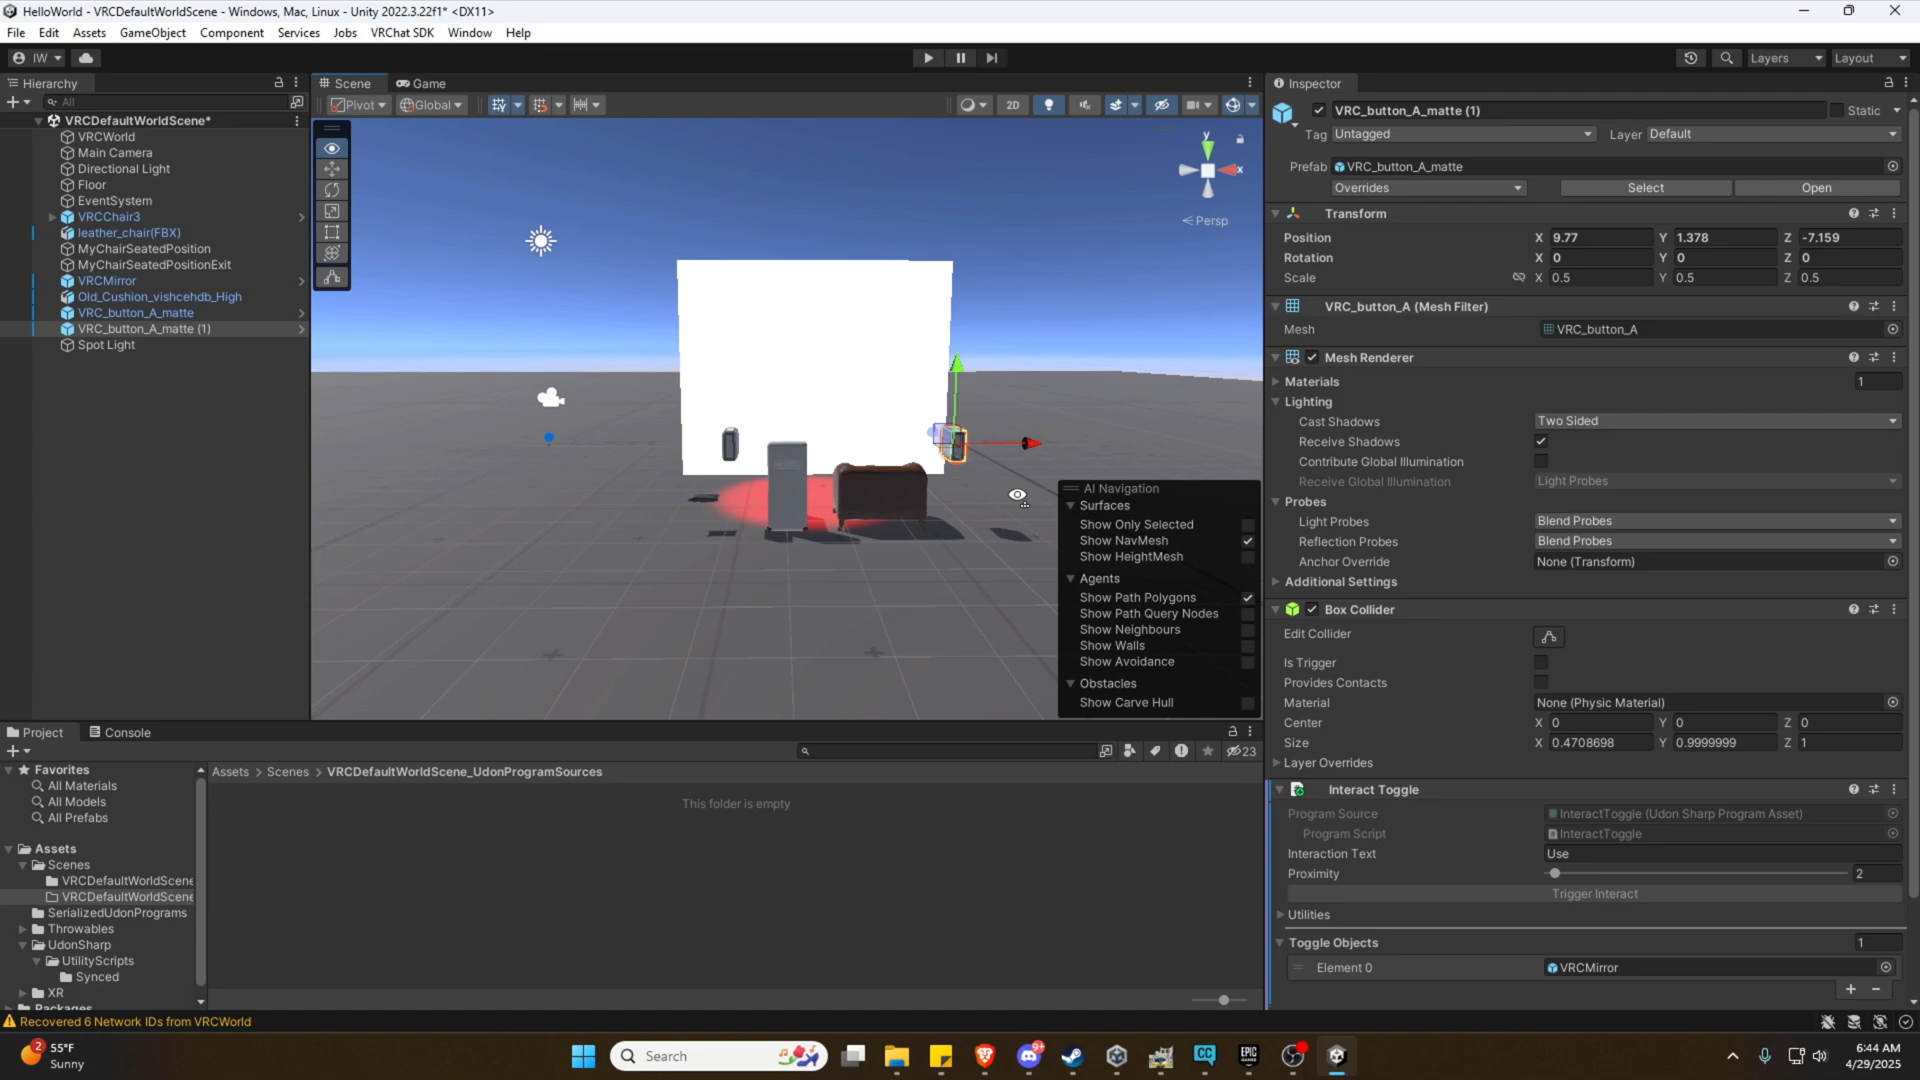 HelloWorld - VRCDefaultWorldScene - Windows, Mac, Linux - Unity 2022.3.22f1* <DX11>
File Edit Assets GameObject Component Services Jobs VRChat SDK Window Help
IW Layers Layout
Hierarchy
All
VRCDefaultWorldScene*
VRCWorld
Main Camera
Directional Light
Floor
EventSystem
VRCChair3
leather_chair(FBX)
MyChairSeatedPosition
MyChairSeatedPositionExit
VRCMirror
Old_Cushion_vishcehdb_High
VRC_button_A_matte
VRC_button_A_matte (1)
Spot Light
Scene Game
Pivot Global 2D
y
x
Persp
AI Navigation
Surfaces
Show Only Selected
Show NavMesh
Show HeightMesh
Agents
Show Path Polygons
Show Path Query Nodes
Show Neighbours
Show Walls
Show Avoidance
Obstacles
Show Carve Hull
Inspector
VRC_button_A_matte (1) Static
Tag Untagged Layer Default
Prefab VRC_button_A_matte
Overrides Select Open
Transform
Position X 9.77 Y 1.378 Z -7.159
Rotation X 0 Y 0 Z 0
Scale X 0.5 Y 0.5 Z 0.5
VRC_button_A (Mesh Filter)
Mesh VRC_button_A
Mesh Renderer
Materials 1
Lighting
Cast Shadows Two Sided
Receive Shadows
Contribute Global Illumination
Receive Global Illumination Light Probes
Probes
Light Probes Blend Probes
Reflection Probes Blend Probes
Anchor Override None (Transform)
Additional Settings
Box Collider
Edit Collider
Is Trigger
Provides Contacts
Material None (Physic Material)
Center X 0 Y 0 Z 0
Size X 0.4708698 Y 0.9999999 Z 1
Layer Overrides
Interact Toggle
Program Source InteractToggle (Udon Sharp Program Asset)
Program Script InteractToggle
Interaction Text Use
Proximity 2
Trigger Interact
Utilities
Toggle Objects 1
Element 0 VRCMirror
Project Console
23
Favorites
All Materials
All Models
All Prefabs
Assets
Scenes
VRCDefaultWorldScene
VRCDefaultWorldScene
SerializedUdonPrograms
Throwables
UdonSharp
UtilityScripts
Synced
XR
Packages
Assets > Scenes > VRCDefaultWorldScene_UdonProgramSources
This folder is empty
Recovered 6 Network IDs from VRCWorld
2
55°F
Sunny
Search
9+
CC
EPIC
GAMES
6:44 AM
4/29/2025